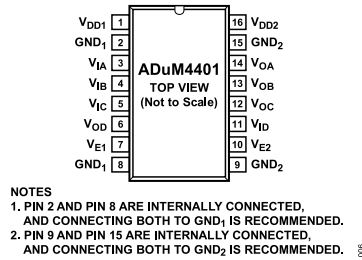 VDD1 1 16 VDD2
GND1 2 15 GND2
VIA 3 ADuM4401 14 VOA
VIB 4 TOP VIEW 13 VOB
VIC 5 (Not to Scale) 12 VOC
VOD 6 11 VID
VE1 7 10 VE2
GND1 8 9 GND2
NOTES
1. PIN 2 AND PIN 8 ARE INTERNALLY CONNECTED,
AND CONNECTING BOTH TO GND1 IS RECOMMENDED.
2. PIN 9 AND PIN 15 ARE INTERNALLY CONNECTED,
AND CONNECTING BOTH TO GND2 IS RECOMMENDED.